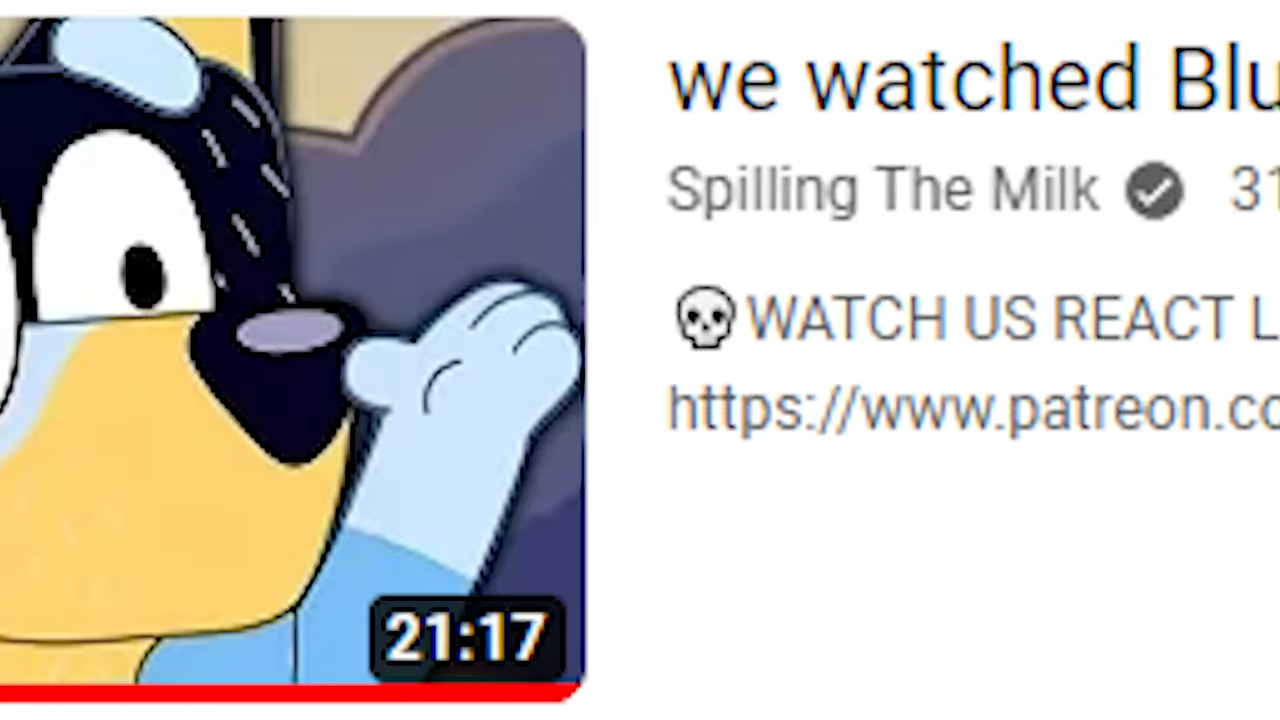 we watched Blu
Spilling The Milk 31
💀WATCH US REACT L
https://www.patreon.co
21:17